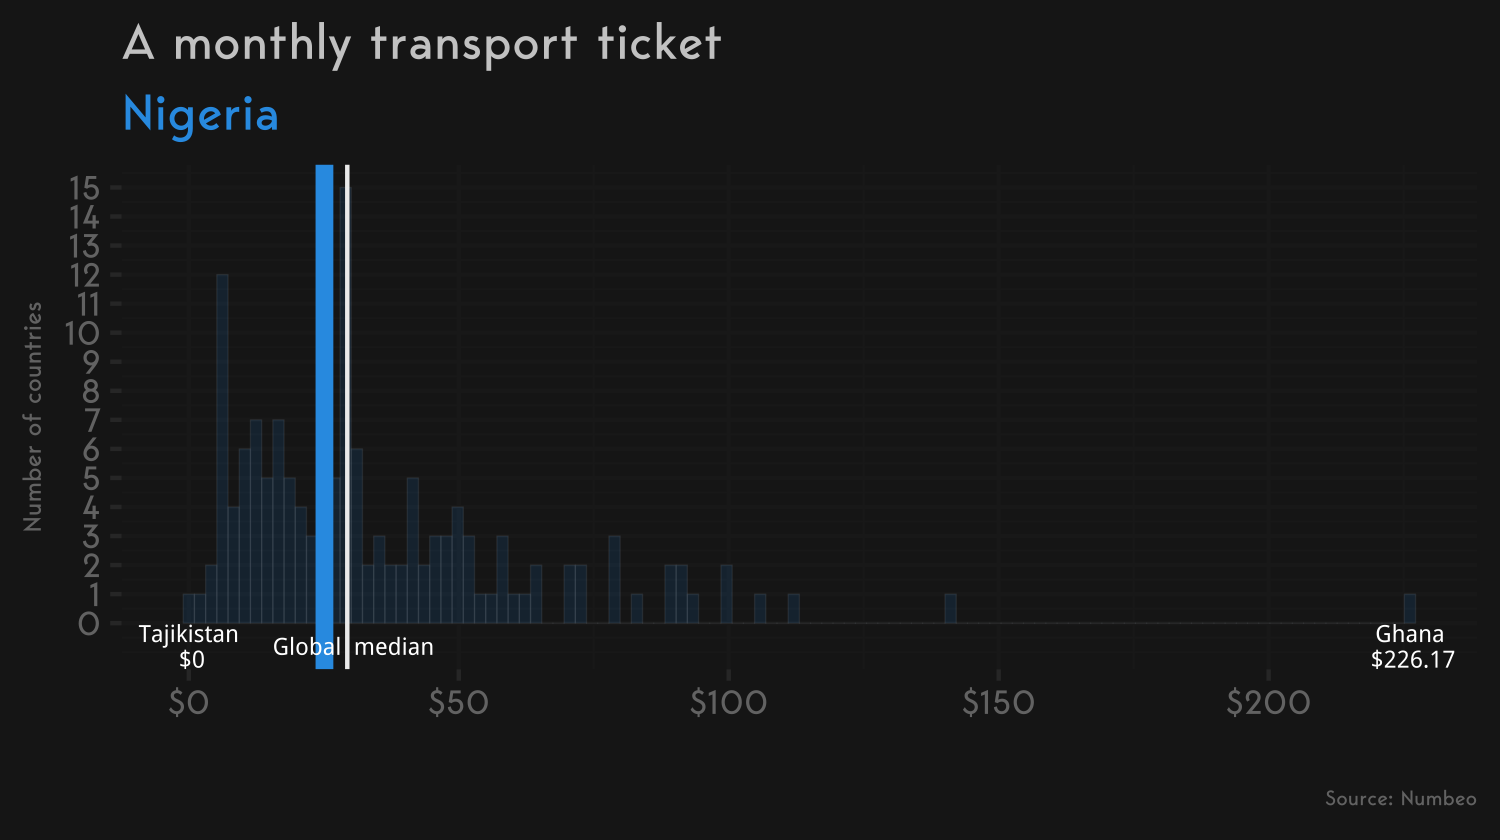 A monthly transport ticket
Nigeria
Number of countries
15
14
13
12
11
10
9
8
7
6
5
4
3
2
1
0
Tajikistan
$0
Global median
Ghana
$226.17
$0 $50 $100 $150 $200
Source: Numbeo